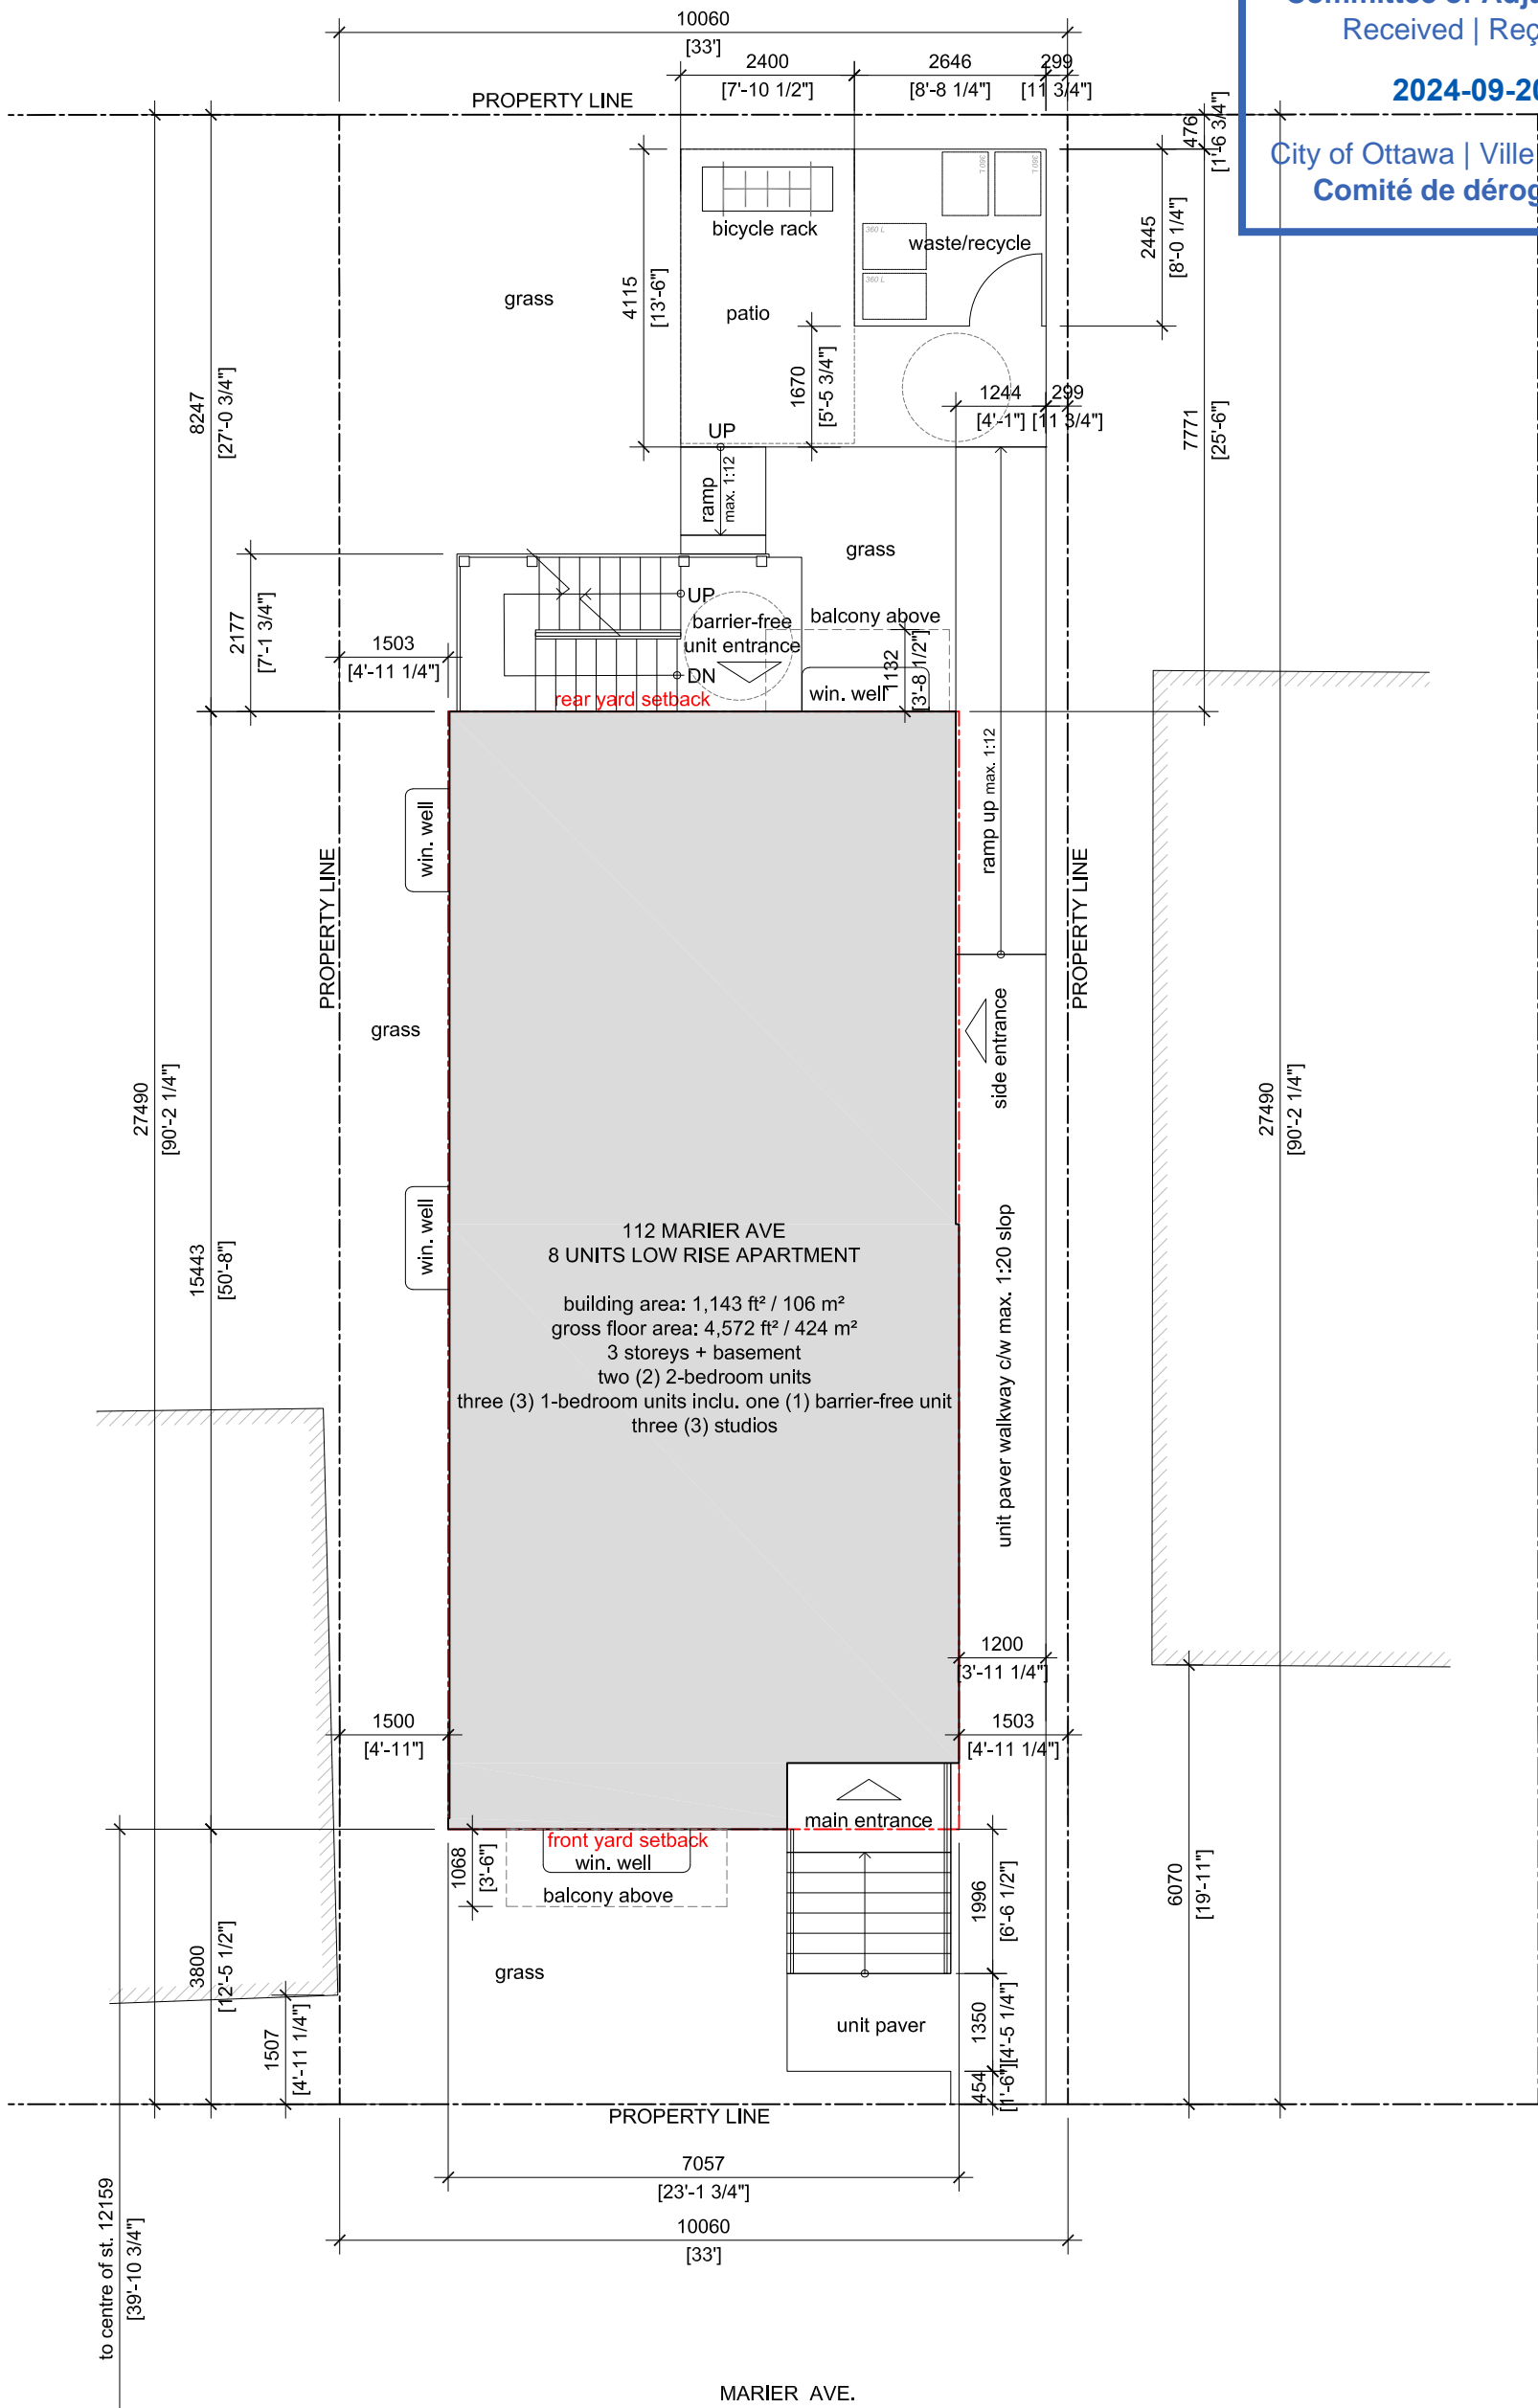 Received | Reç
2024-09-20
City of Ottawa | Ville
Comité de dérog
10060
[33']
2400
[7'-10 1/2"]
2646
[8'-8 1/4"]
299
[11 3/4"]
PROPERTY LINE
476
[1'-6 3/4"]
360 L
360 L
bicycle rack
360 L
waste/recycle
360 L
2445
[8'-0 1/4"]
grass
4115
[13'-6"]
patio
1670
[5'-5 3/4"]
1244
[4'-1"]
299
[11 3/4"]
8247
[27'-0 3/4"]
7771
[25'-6"]
UP
ramp
max. 1:12
grass
2177
[7'-1 3/4"]
UP
barrier-free
unit entrance
balcony above
1503
[4'-11 1/4"]
DN
win. well
1132
[3'-8 1/2"]
rear yard setback
ramp up max. 1:12
win. well
PROPERTY LINE
PROPERTY LINE
side entrance
grass
27490
[90'-2 1/4"]
27490
[90'-2 1/4"]
15443
[50'-8"]
win. well
112 MARIER AVE
8 UNITS LOW RISE APARTMENT
building area: 1,143 ft² / 106 m²
gross floor area: 4,572 ft² / 424 m²
3 storeys + basement
two (2) 2-bedroom units
three (3) 1-bedroom units inclu. one (1) barrier-free unit
three (3) studios
unit paver walkway c/w max. 1:20 slop
1200
[3'-11 1/4"]
1500
[4'-11"]
1503
[4'-11 1/4"]
main entrance
front yard setback
win. well
balcony above
1068
[3'-6"]
1996
[6'-6 1/2"]
6070
[19'-11"]
3800
[12'-5 1/2"]
grass
1507
[4'-11 1/4"]
unit paver
1350
[4'-5 1/4"]
454
[1'-6"]
PROPERTY LINE
7057
[23'-1 3/4"]
10060
[33']
to centre of st. 12159
[39'-10 3/4"]
MARIER AVE.